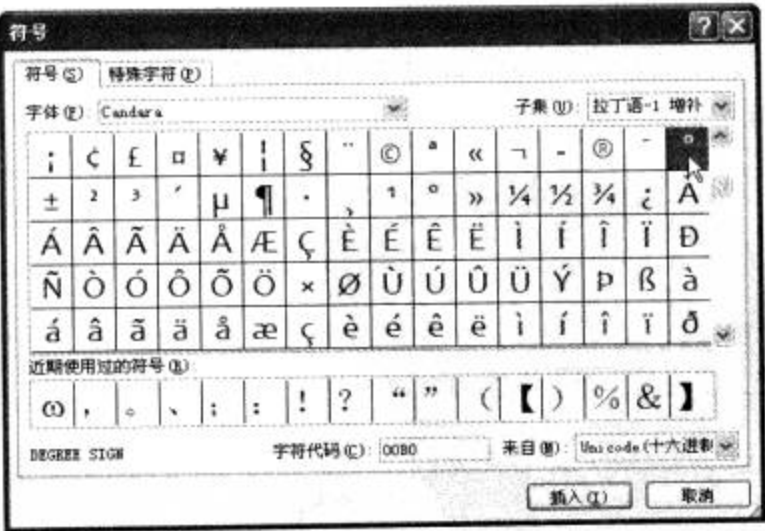 符号
符号(S) 特殊字符(P)
字体(F): Candara 子集(U): 拉丁语-1 增补
¡ ¢ £ ¤ ¥ ¦ § ¨ © ª « ¬ - ® ¯ °
± ² ³ ´ µ ¶ · ¸ ¹ º » ¼ ½ ¾ ¿ À
Á Â Ã Ä Å Æ Ç È É Ê Ë Ì Í Î Ï Ð
Ñ Ò Ó Ô Õ Ö × Ø Ù Ú Û Ü Ý Þ ß à
á â ã ä å æ ç è é ê ë ì í î ï ð
近期使用过的符号(R):
ω , 。 、 ; : ! ? “ ” ( 【 ) % & 】
DEGREE SIGN 字符代码(C): 00B0 来自(M): Unicode(十六进制
插入(I) 取消